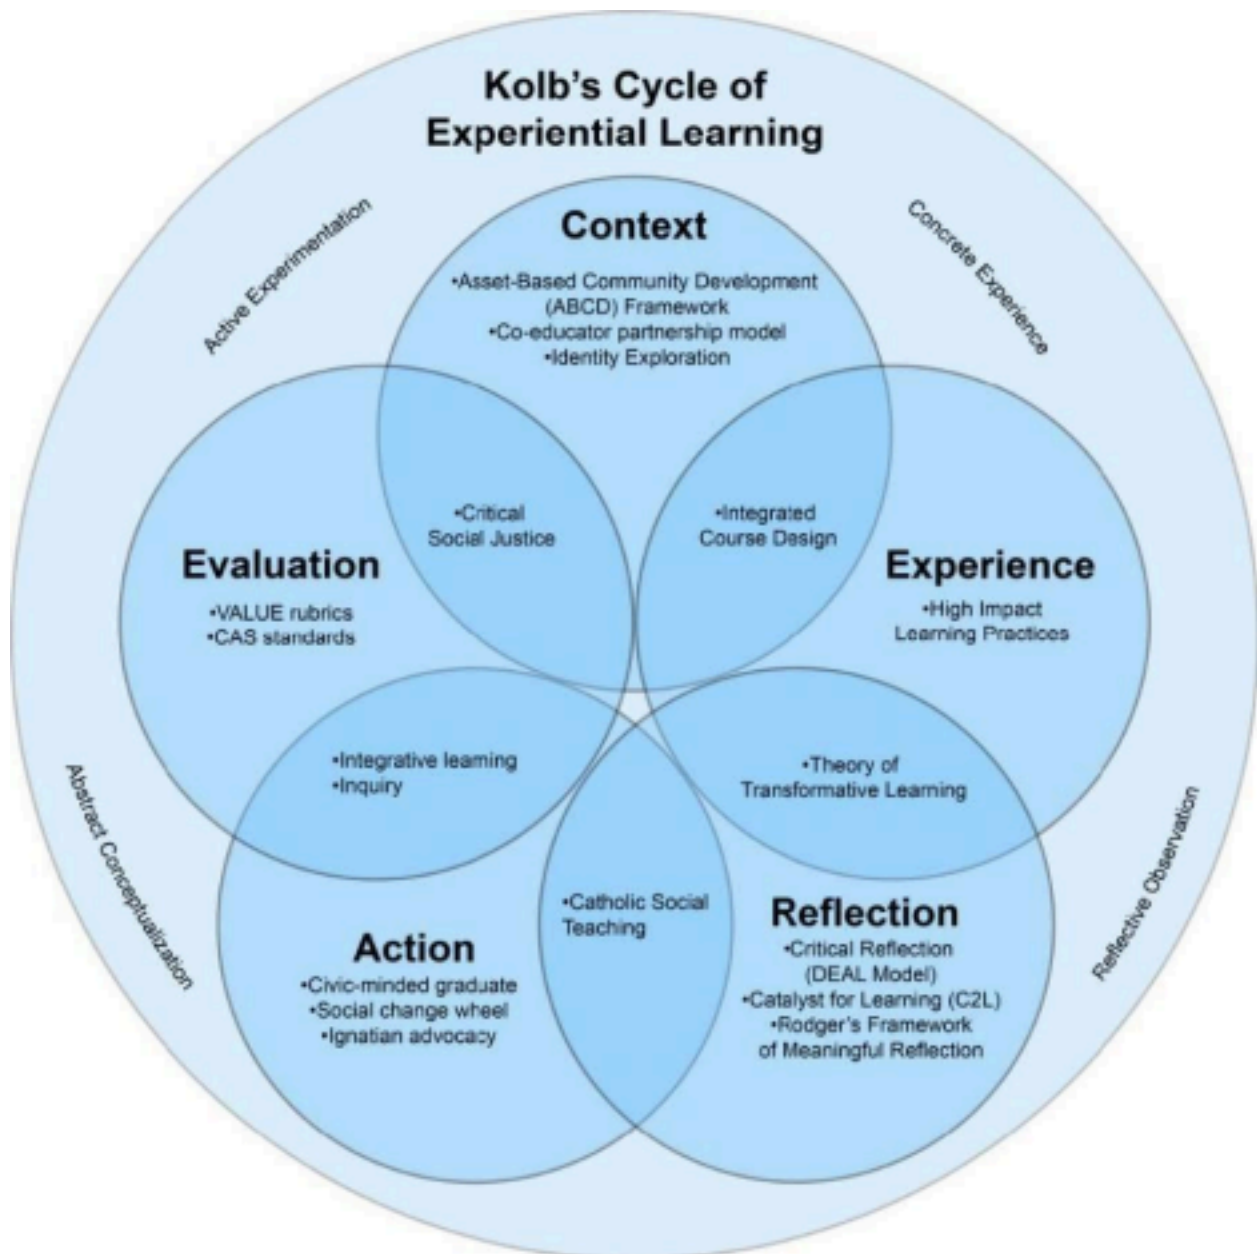 Kolb's Cycle of
Experiential Learning
Active Experimentation
Concrete Experience
Context
•Asset-Based Community Development
(ABCD) Framework
•Co-educator partnership model
•Identity Exploration
•Critical
Social Justice
•Integrated
Course Design
Evaluation
•VALUE rubrics
•CAS standards
Experience
•High Impact
Learning Practices
•Integrative learning
•Inquiry
•Theory of
Transformative Learning
Abstract Conceptualization
Reflective Observation
•Catholic Social
Teaching
Action
•Civic-minded graduate
•Social change wheel
•Ignatian advocacy
Reflection
•Critical Reflection
(DEAL Model)
•Catalyst for Learning (C2L)
•Rodger's Framework
of Meaningful Reflection